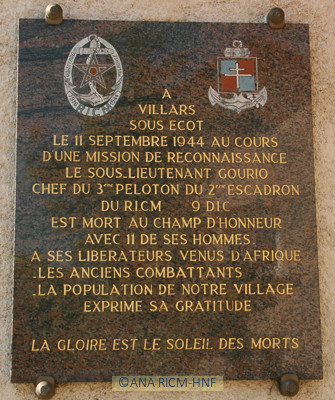 A
VILLARS
SOUS ECOT
LE 11 SEPTEMBRE 1944 AU COURS
D'UNE MISSION DE RECONNAISSANCE
LE SOUS.LIEUTENANT GOURIO
CHEF DU 3ÈME PELOTON DU 2ÈME ESCADRON
DU RICM 9 DIC
EST MORT AU CHAMP D'HONNEUR
AVEC 11 DE SES HOMMES.
A SES LIBERATEURS VENUS D'AFRIQUE
.LES ANCIENS COMBATTANTS
.LA POPULATION DE NOTRE VILLAGE
EXPRIME SA GRATITUDE
LA GLOIRE EST LE SOLEIL DES MORTS
©ANA RICM-HNF